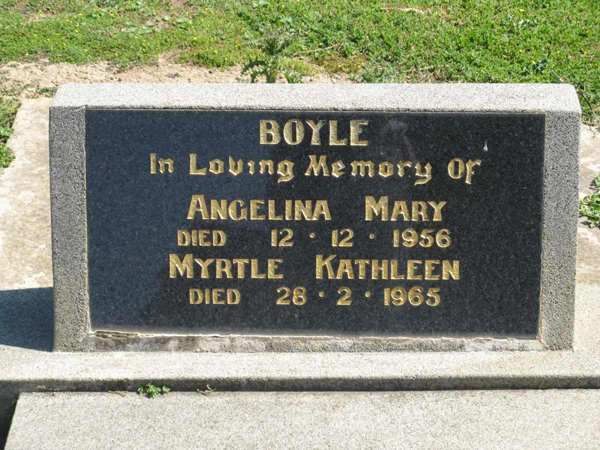 BOYLE
In Loving Memory Of
ANGELINA MARY
DIED 12 · 12 · 1956
MYRTLE KATHLEEN
DIED 28 · 2 · 1965